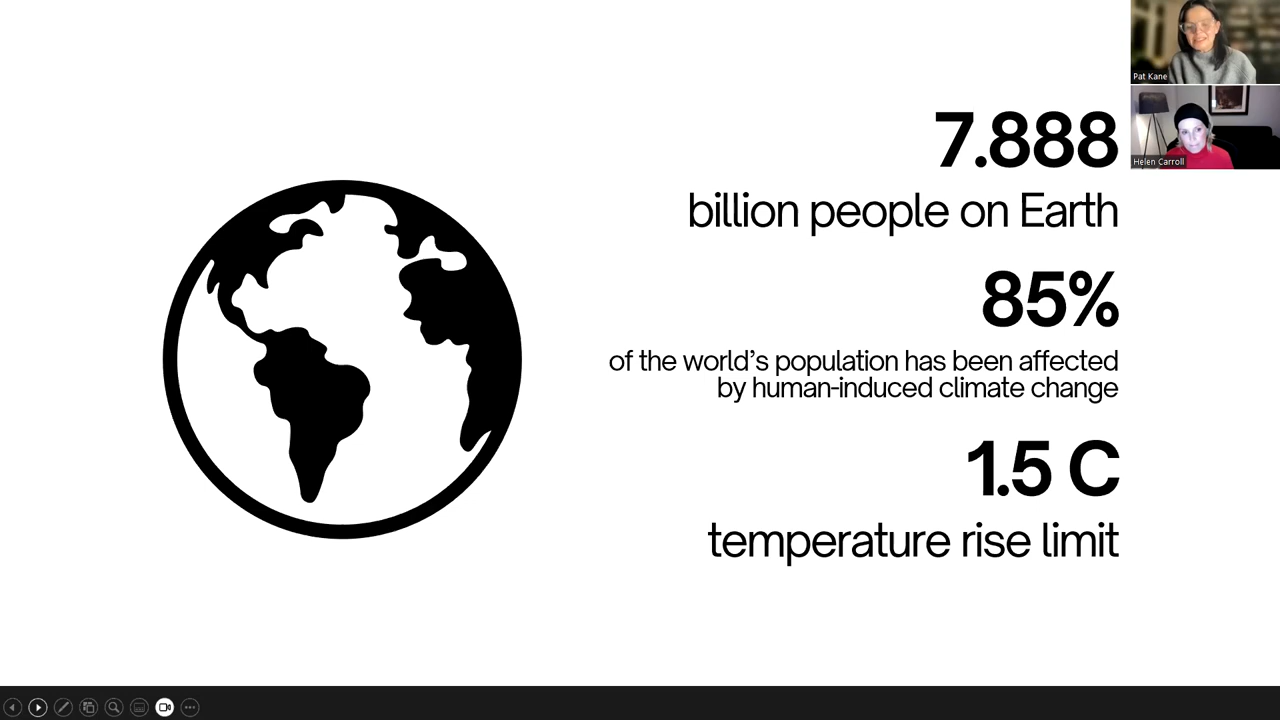 7.888
billion people on Earth
85%
of the world's population has been affected
by human-induced climate change
1.5 C
temperature rise limit
Pat Kane
Helen Carroll